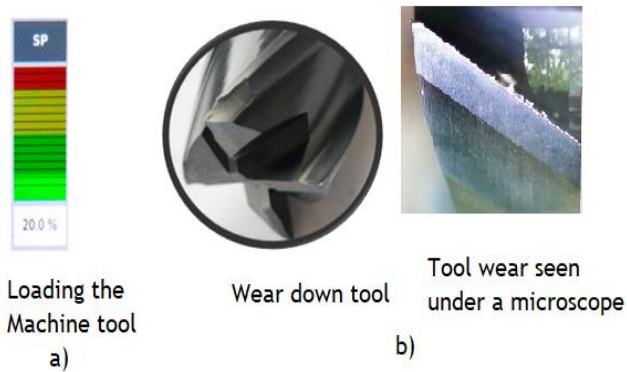 SP
20.0 %
Loading the
Machine tool
a)
Wear down tool
Tool wear seen
under a microscope
b)